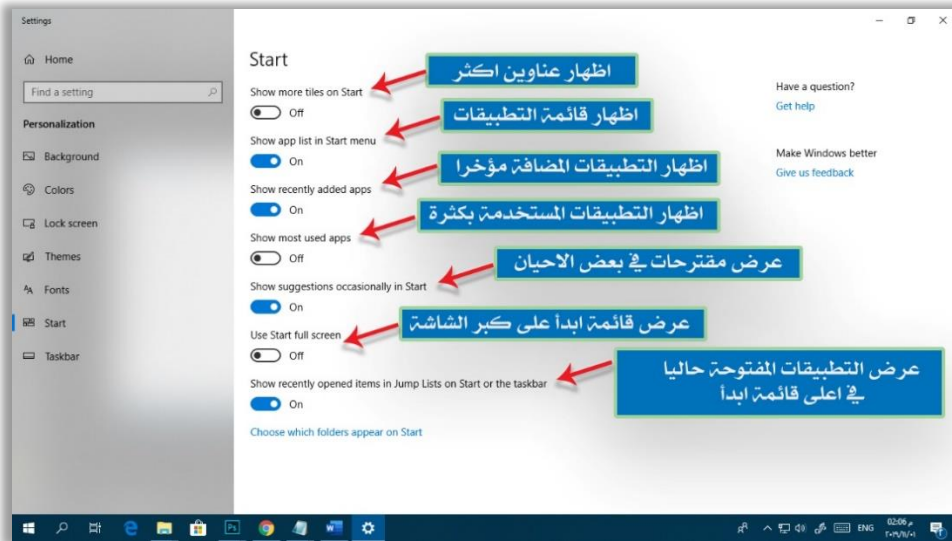 Settings
Home
Find a setting
Personalization
Background
Colors
Lock screen
Themes
Fonts
Start
Taskbar
Start
Show more tiles on Start
اظهار عناوين اكثر
Off
Show app list in Start menu
اظهار قائمة التطبيقات
On
Show recently added apps
اظهار التطبيقات المضافة مؤخرا
On
Show most used apps
اظهار التطبيقات المستخدمة بكثرة
Off
Show suggestions occasionally in Start
عرض مقترحات في بعض الاحيان
On
Use Start full screen
عرض قائمة ابدأ على كبر الشاشة
Off
Show recently opened items in Jump Lists on Start or the taskbar
عرض التطبيقات المفتوحة حاليا
في اعلى قائمة ابدأ
On
Choose which folders appear on Start
Have a question?
Get help
Make Windows better
Give us feedback
ENG
02:06 م
٢٠١٩/١١/٠١